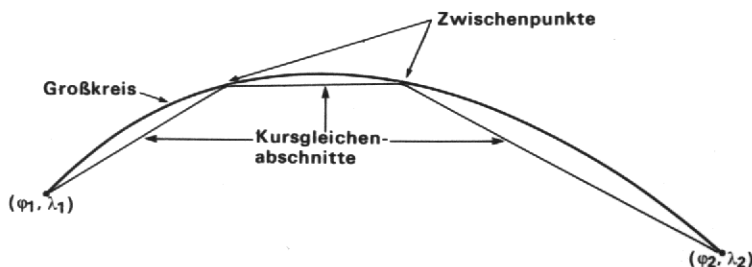 Zwischenpunkte
Großkreis
Kursgleichen-
abschnitte
(φ1, λ1)
(φ2, λ2)